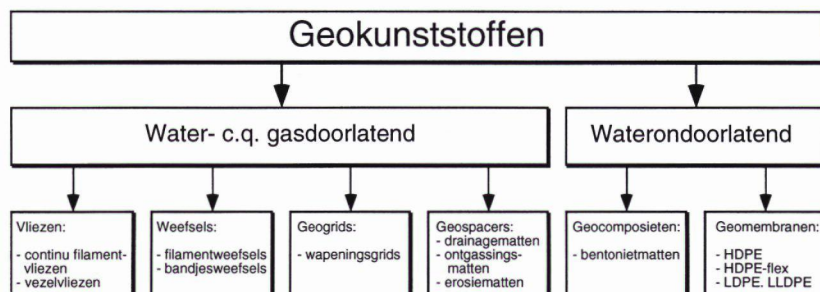 Geokunststoffen
Water- c.q. gasdoorlatend
Waterondoorlatend
Vliezen:
- continu filament-
vliezen
- vezelvliezen
Weefsels:
- filamentweefsels
- bandjesweefsels
Geogrids:
- wapeningsgrids
Geospacers:
- drainagematten
- ontgassings-
matten
- erosiematten
Geocomposieten:
- bentonietmatten
Geomembranen:
- HDPE
- HDPE-flex
- LDPE. LLDPE